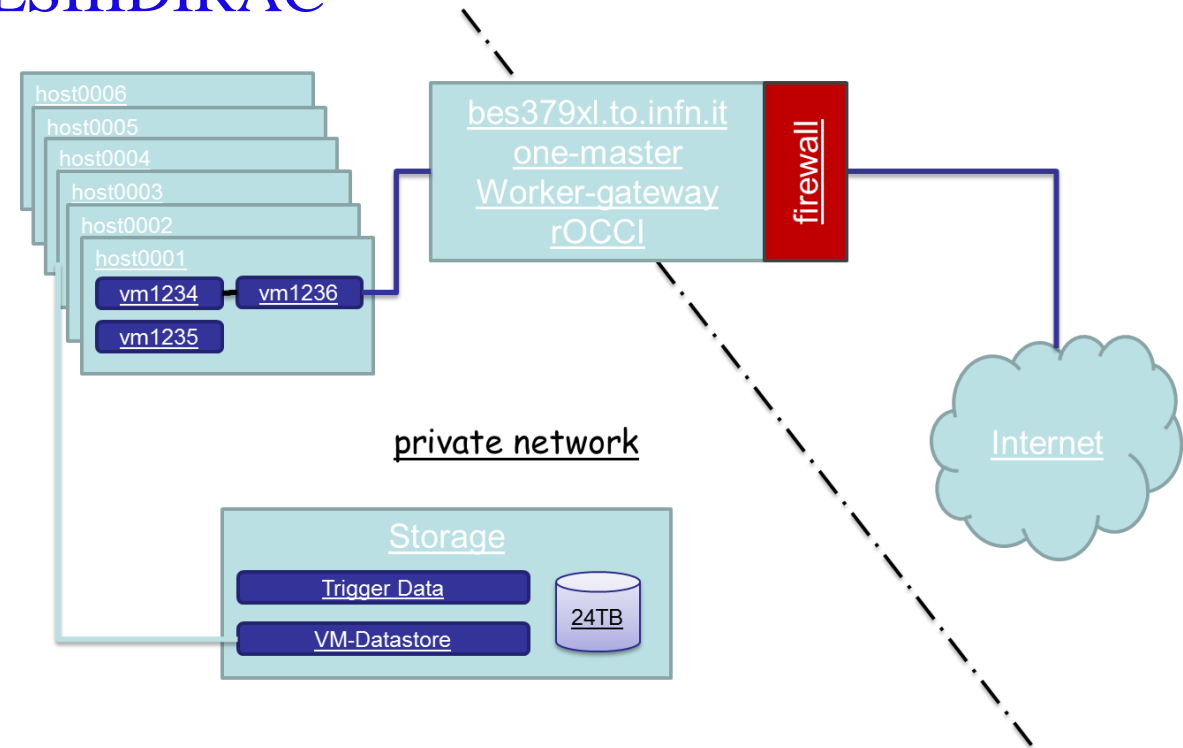 host0006
host0005
host0004
host0003
host0002
host0001
vm1234
vm1236
vm1235
bes379xl.to.infn.it
one-master
Worker-gateway
rOCCI
firewall
Internet
private network
Storage
Trigger Data
VM-Datastore
24TB